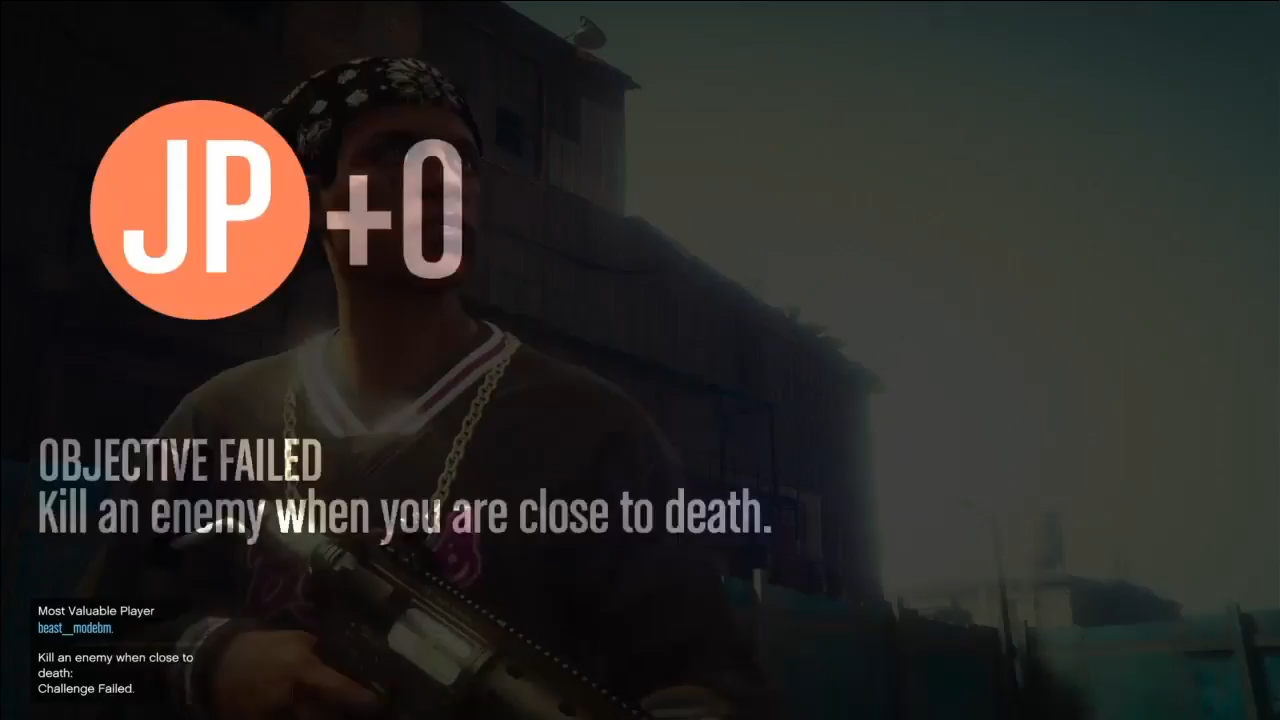 JP +0
OBJECTIVE FAILED
Kill an enemy when you are close to death.
Most Valuable Player
beast__modebm.
Kill an enemy when close to
death:
Challenge Failed.